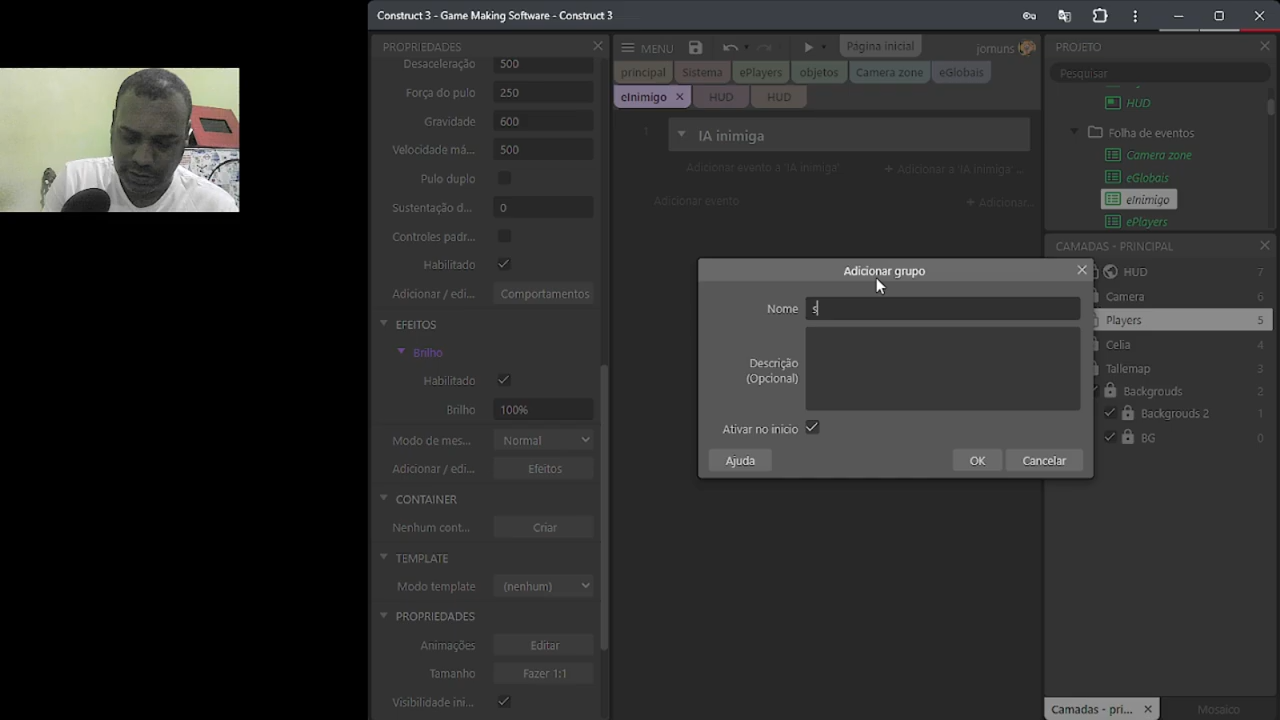 Construct 3 - Game Making Software - Construct 3
PROPRIEDADES
Desaceleração 500
Força do pulo 250
Gravidade 600
Velocidade má... 500
Pulo duplo
Sustentação d... 0
Controles padr...
Habilitado
Adicionar / edi... Comportamentos
EFEITOS
Brilho
Habilitado
Brilho 100%
Modo de mes... Normal
Adicionar / edi... Efeitos
CONTAINER
Nenhum cont... Criar
TEMPLATE
Modo template (nenhum)
PROPRIEDADES
Animações Editar
Tamanho Fazer 1:1
Visibilidade ini...
MENU
Página inicial
jomuns
principal Sistema ePlayers objetos Camera zone eGlobais
eInimigo HUD HUD
1 IA inimiga
Adicionar evento à 'IA inimiga' + Adicionar a 'IA inimiga' ...
Adicionar evento + Adicionar...
Adicionar grupo
Nome s
Descrição
(Opcional)
Ativar no início
Ajuda OK Cancelar
PROJETO
Pesquisar
HUD
Folha de eventos
Camera zone
eGlobais
eInimigo
ePlayers
CAMADAS - PRINCIPAL
HUD 7
Camera 6
Players 5
Celia 4
Tallemap 3
Backgrouds 2
Backgrouds 2 1
BG 0
Camadas - pri... Mosaico